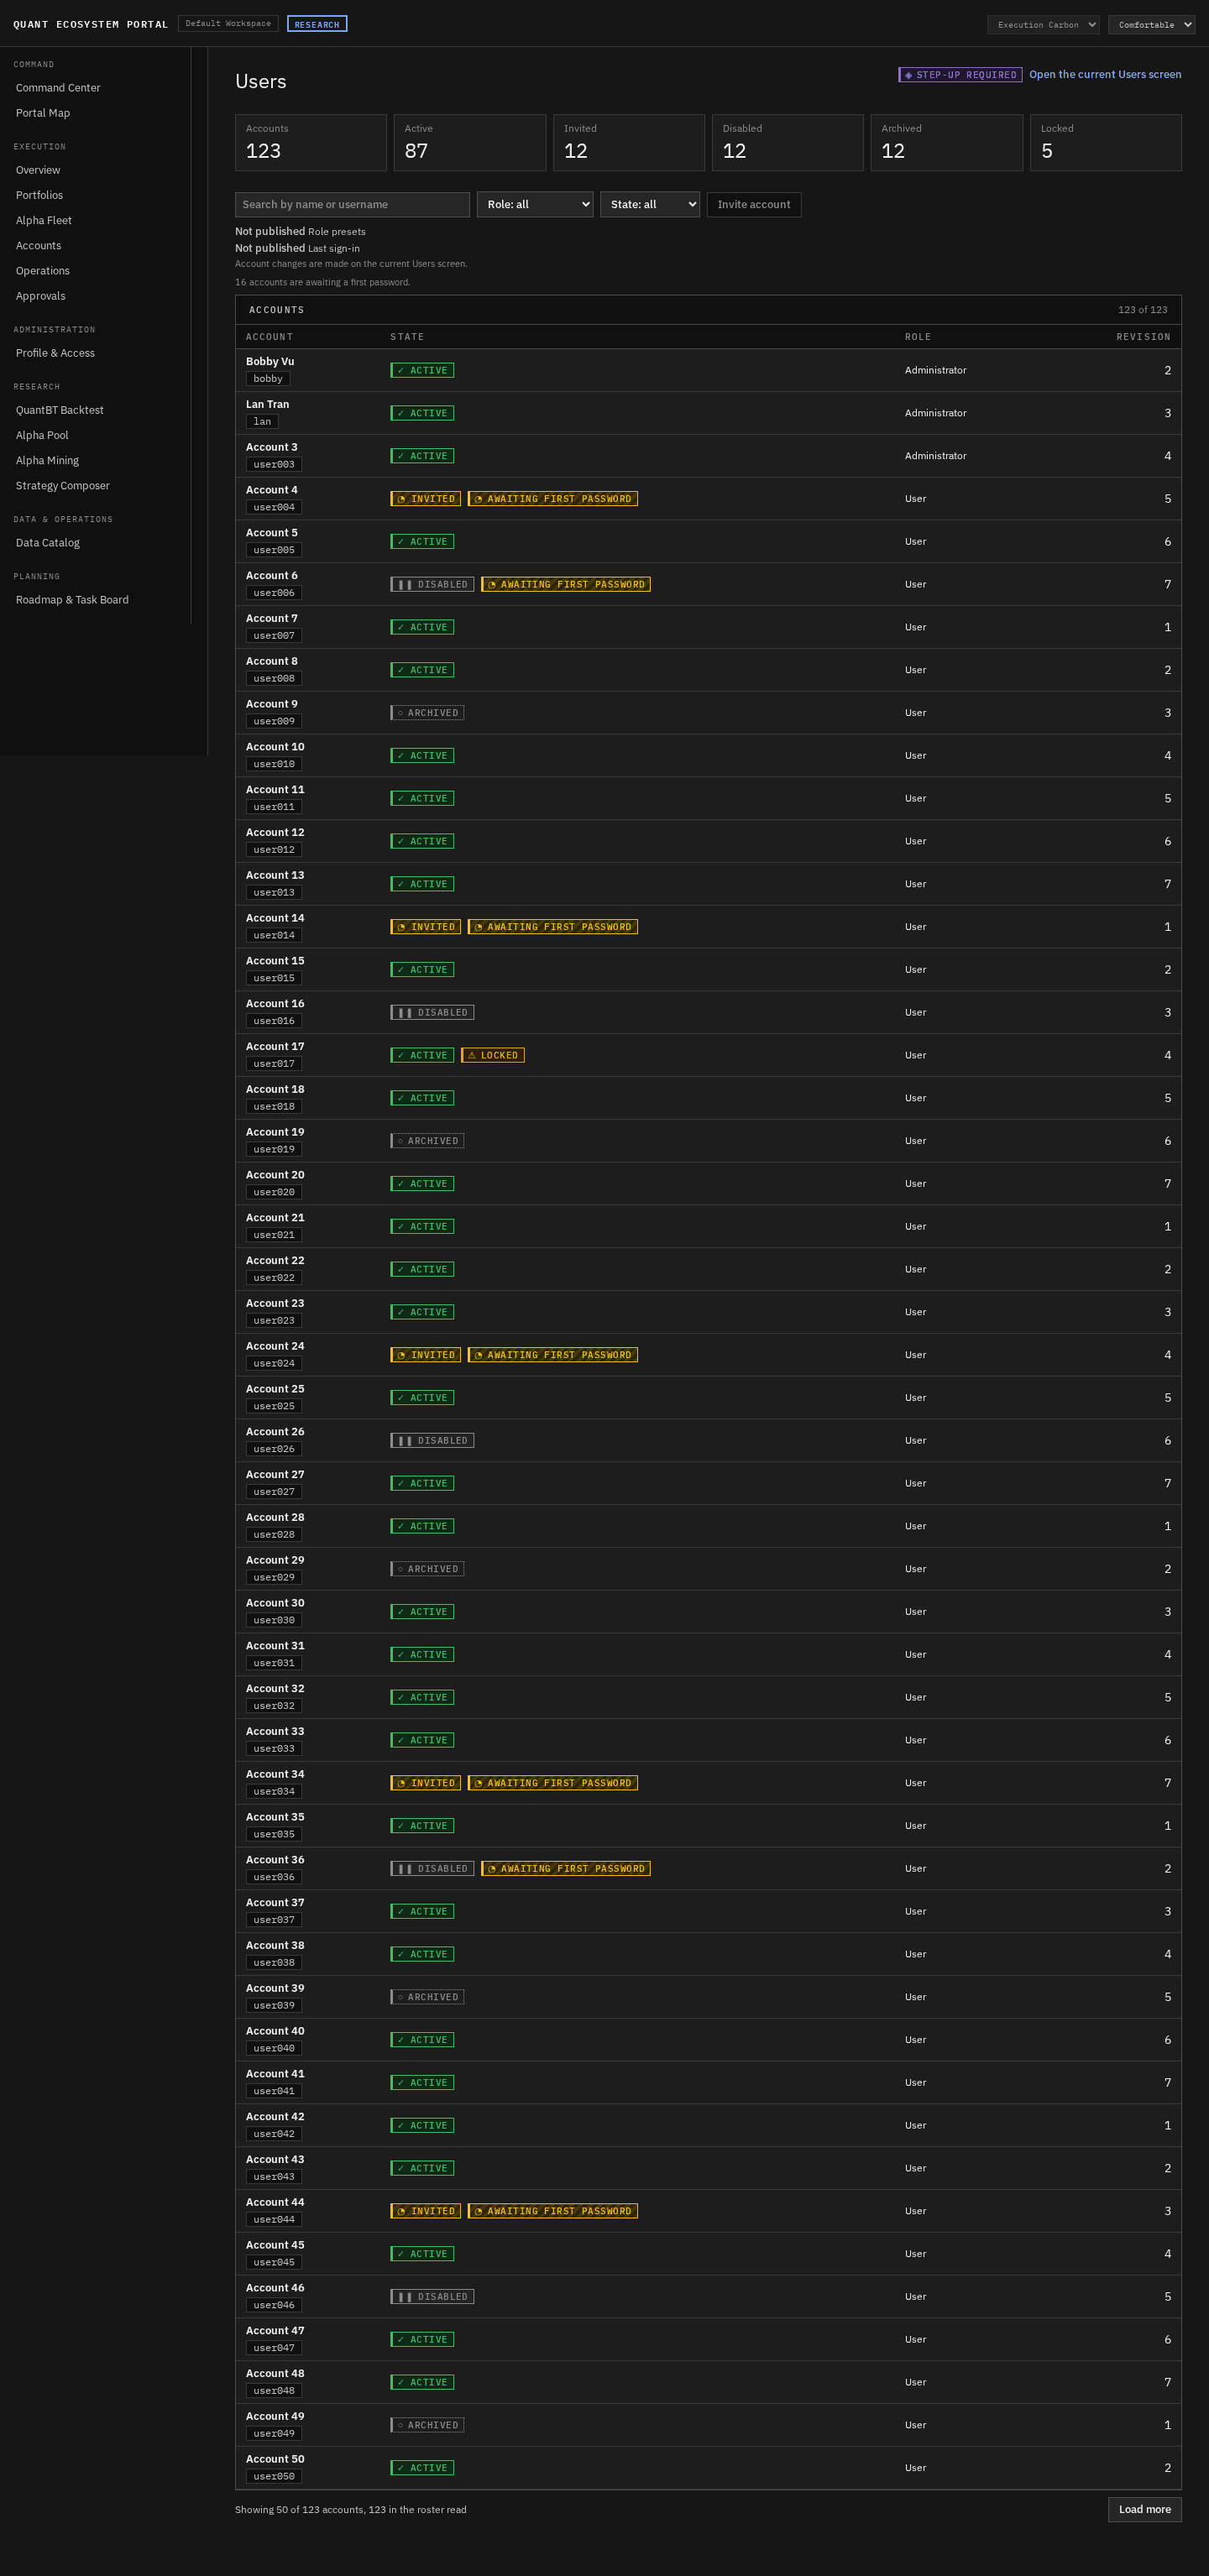 QUANT ECOSYSTEM PORTAL Default Workspace RESEARCH Execution Carbon Comfortable
COMMAND
Command Center
Portal Map
EXECUTION
Overview
Portfolios
Alpha Fleet
Accounts
Operations
Approvals
ADMINISTRATION
Profile & Access
RESEARCH
QuantBT Backtest
Alpha Pool
Alpha Mining
Strategy Composer
DATA & OPERATIONS
Data Catalog
PLANNING
Roadmap & Task Board
Users
◈ STEP-UP REQUIRED Open the current Users screen
Accounts Active Invited Disabled Archived Locked
123 87 12 12 12 5
Search by name or username Role: all State: all Invite account
Not published Role presets
Not published Last sign-in
Account changes are made on the current Users screen.
16 accounts are awaiting a first password.
ACCOUNTS 123 of 123
ACCOUNT STATE ROLE REVISION
Bobby Vu
bobby ✓ ACTIVE Administrator 2
Lan Tran
lan ✓ ACTIVE Administrator 3
Account 3
user003 ✓ ACTIVE Administrator 4
Account 4
user004 ◔ INVITED ◔ AWAITING FIRST PASSWORD User 5
Account 5
user005 ✓ ACTIVE User 6
Account 6
user006 ❚❚ DISABLED ◔ AWAITING FIRST PASSWORD User 7
Account 7
user007 ✓ ACTIVE User 1
Account 8
user008 ✓ ACTIVE User 2
Account 9
user009 ○ ARCHIVED User 3
Account 10
user010 ✓ ACTIVE User 4
Account 11
user011 ✓ ACTIVE User 5
Account 12
user012 ✓ ACTIVE User 6
Account 13
user013 ✓ ACTIVE User 7
Account 14
user014 ◔ INVITED ◔ AWAITING FIRST PASSWORD User 1
Account 15
user015 ✓ ACTIVE User 2
Account 16
user016 ❚❚ DISABLED User 3
Account 17
user017 ✓ ACTIVE ⚠ LOCKED User 4
Account 18
user018 ✓ ACTIVE User 5
Account 19
user019 ○ ARCHIVED User 6
Account 20
user020 ✓ ACTIVE User 7
Account 21
user021 ✓ ACTIVE User 1
Account 22
user022 ✓ ACTIVE User 2
Account 23
user023 ✓ ACTIVE User 3
Account 24
user024 ◔ INVITED ◔ AWAITING FIRST PASSWORD User 4
Account 25
user025 ✓ ACTIVE User 5
Account 26
user026 ❚❚ DISABLED User 6
Account 27
user027 ✓ ACTIVE User 7
Account 28
user028 ✓ ACTIVE User 1
Account 29
user029 ○ ARCHIVED User 2
Account 30
user030 ✓ ACTIVE User 3
Account 31
user031 ✓ ACTIVE User 4
Account 32
user032 ✓ ACTIVE User 5
Account 33
user033 ✓ ACTIVE User 6
Account 34
user034 ◔ INVITED ◔ AWAITING FIRST PASSWORD User 7
Account 35
user035 ✓ ACTIVE User 1
Account 36
user036 ❚❚ DISABLED ◔ AWAITING FIRST PASSWORD User 2
Account 37
user037 ✓ ACTIVE User 3
Account 38
user038 ✓ ACTIVE User 4
Account 39
user039 ○ ARCHIVED User 5
Account 40
user040 ✓ ACTIVE User 6
Account 41
user041 ✓ ACTIVE User 7
Account 42
user042 ✓ ACTIVE User 1
Account 43
user043 ✓ ACTIVE User 2
Account 44
user044 ◔ INVITED ◔ AWAITING FIRST PASSWORD User 3
Account 45
user045 ✓ ACTIVE User 4
Account 46
user046 ❚❚ DISABLED User 5
Account 47
user047 ✓ ACTIVE User 6
Account 48
user048 ✓ ACTIVE User 7
Account 49
user049 ○ ARCHIVED User 1
Account 50
user050 ✓ ACTIVE User 2
Showing 50 of 123 accounts, 123 in the roster read Load more